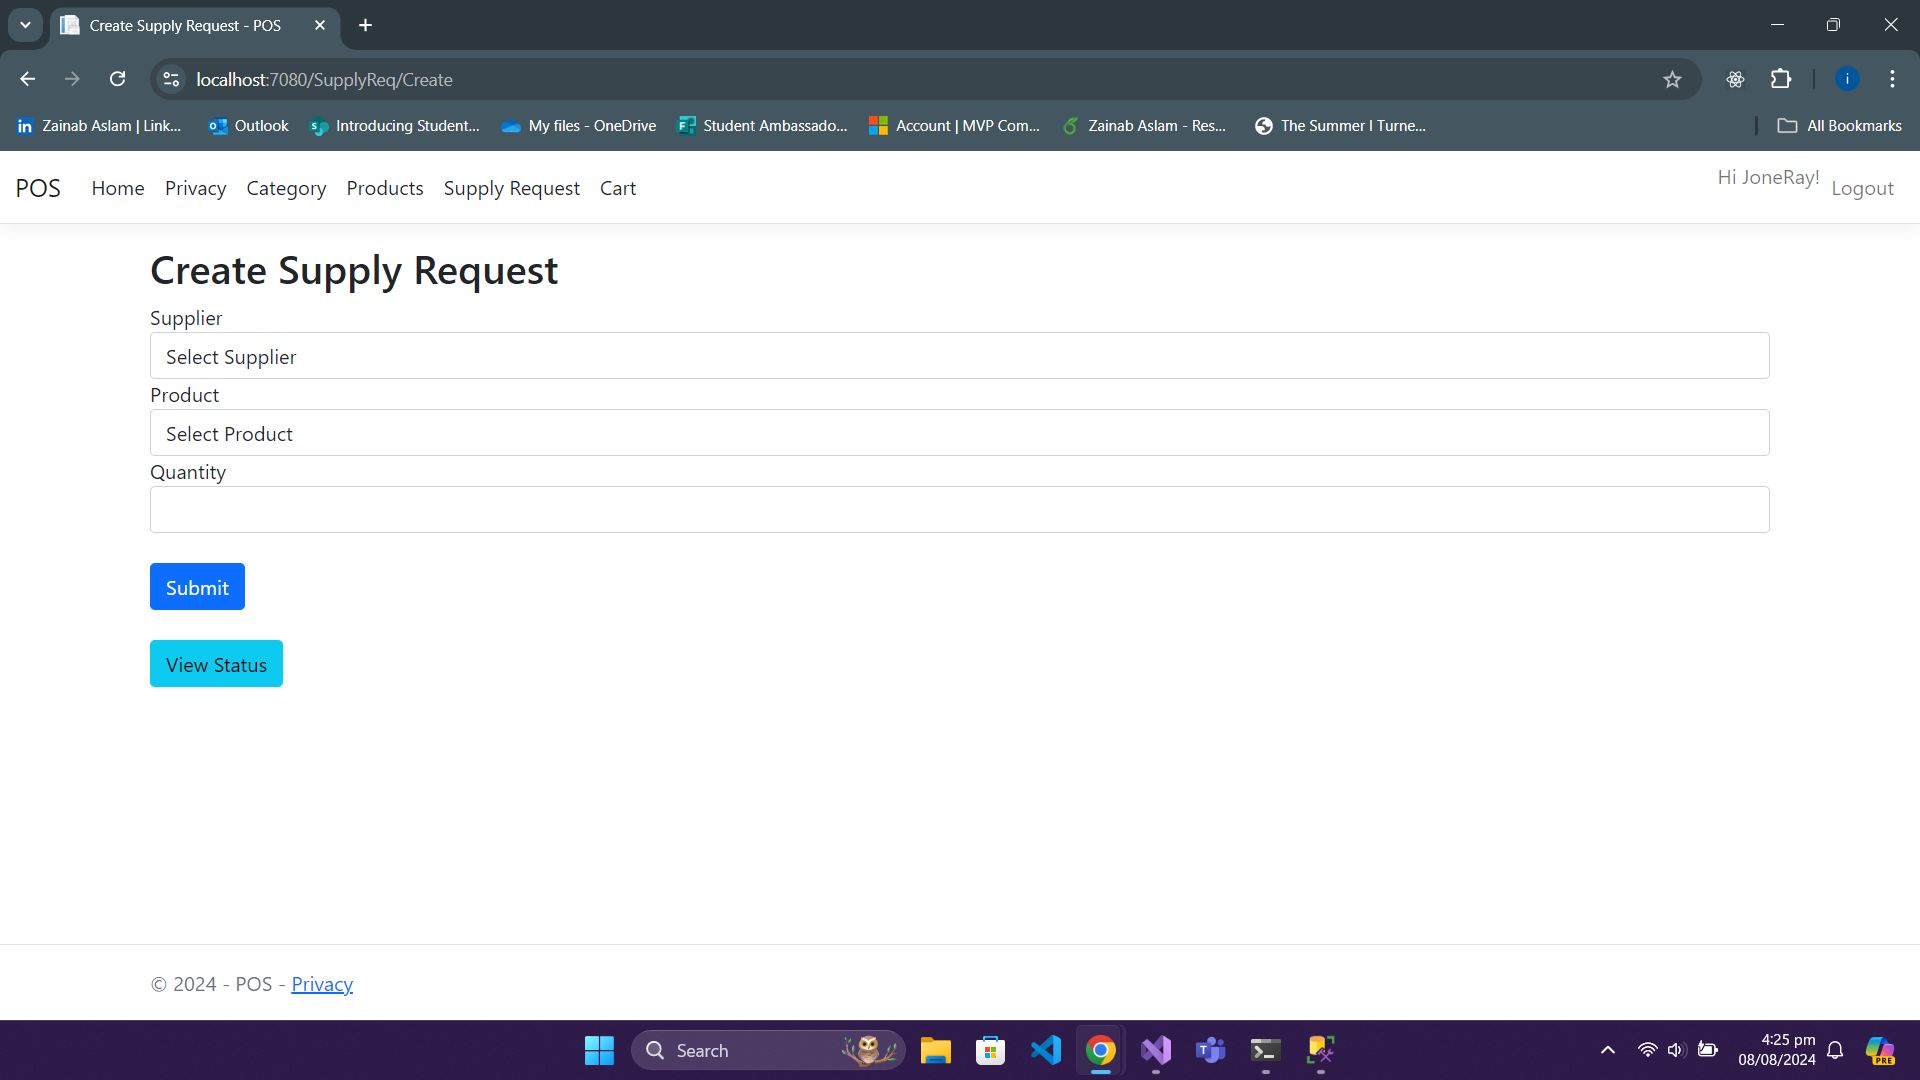 Create Supply Request - POS
localhost:7080/SupplyReq/Create
i
Zainab Aslam | Link...
Outlook
Introducing Student...
My files - OneDrive
Student Ambassado...
Account | MVP Com...
Zainab Aslam - Res...
The Summer I Turne...
All Bookmarks
POS
Home
Privacy
Category
Products
Supply Request
Cart
Hi JoneRay!
Logout
Create Supply Request
Supplier
Select Supplier
Product
Select Product
Quantity
Submit
View Status
© 2024 - POS - Privacy
Search
4:25 pm
08/08/2024
PRE